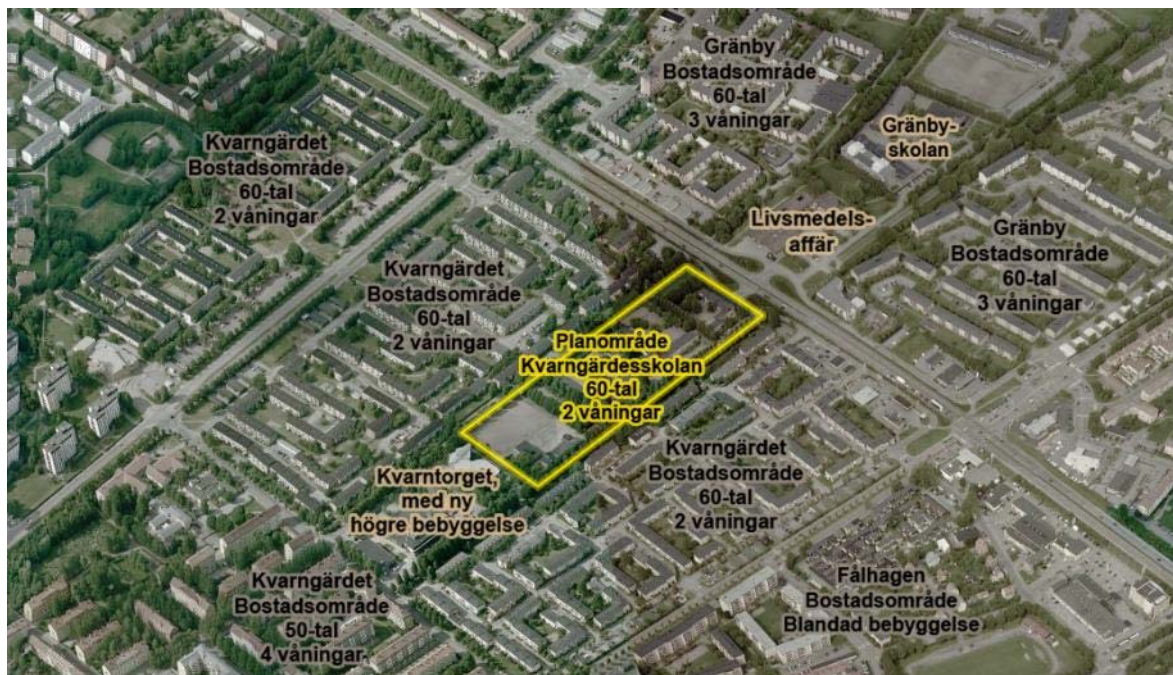 Gränby
Bostadsområde
60-tal
3 våningar
Gränby-
skolan
Kvarngärdet
Bostadsområde
60-tal
2 våningar
Livsmedels-
affär
Gränby
Bostadsområde
60-tal
3 våningar
Kvarngärdet
Bostadsområde
60-tal
2 våningar
Planområde
Kvarngärdesskolan
60-tal
2 våningar
Kvarngärdet
Bostadsområde
60-tal
2 våningar
Kvarntorget,
med ny
högre bebyggelse
Kvarngärdet
Bostadsområde
50-tal
4 våningar
Fålhagen
Bostadsområde
Blandad bebyggelse